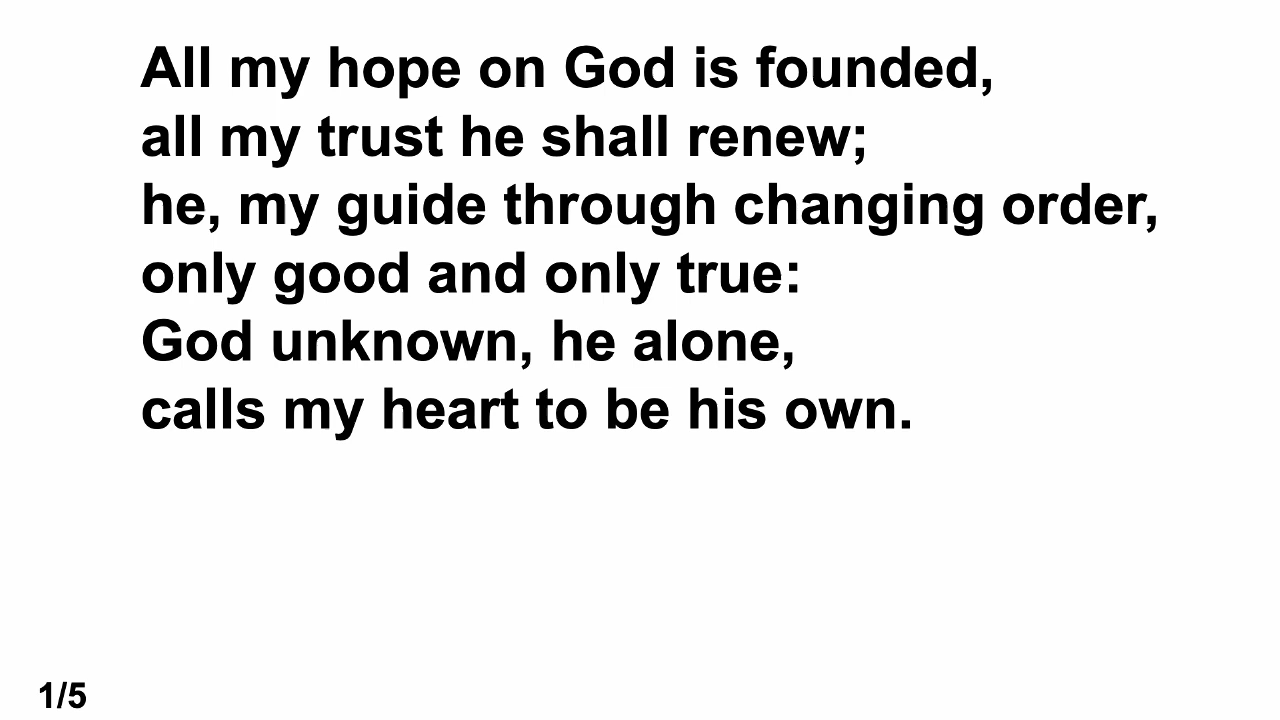 All my hope on God is founded,
all my trust he shall renew;
he, my guide through changing order,
only good and only true:
God unknown, he alone,
calls my heart to be his own.
1/5